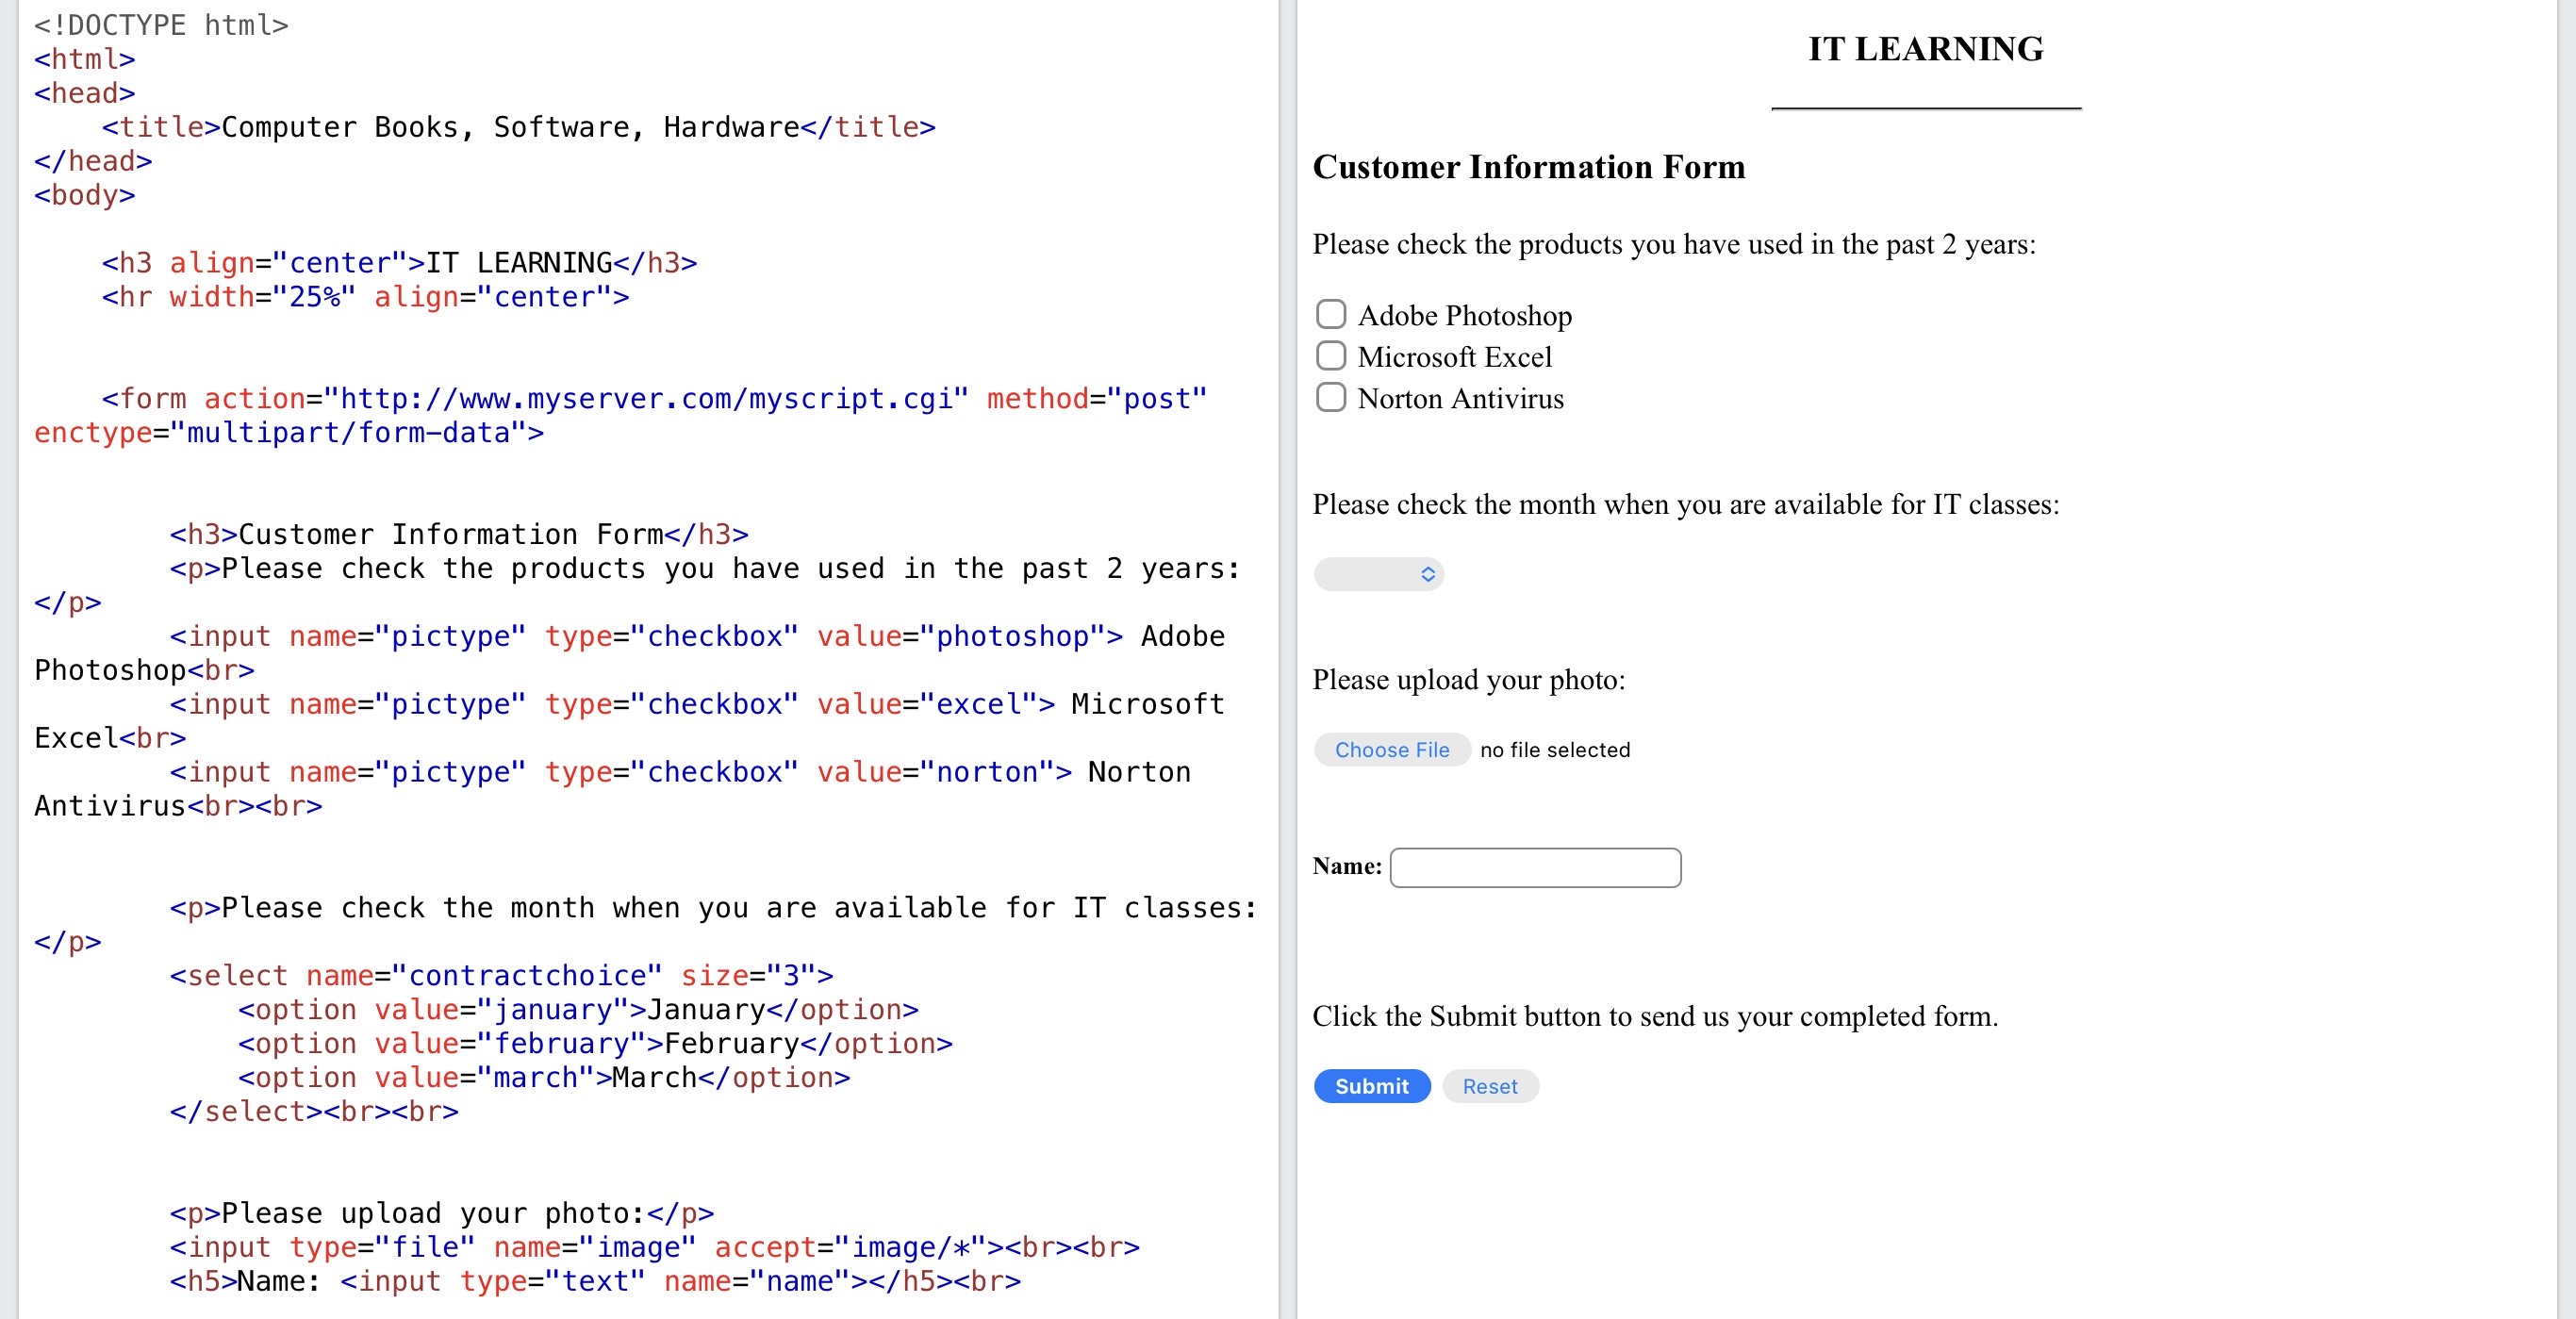 <!DOCTYPE html>
<html>
<head>
    <title>Computer Books, Software, Hardware</title>
</head>
<body>
    <h3 align="center">IT LEARNING</h3>
    <hr width="25%" align="center">
    <form action="http://www.myserver.com/myscript.cgi" method="post"
enctype="multipart/form-data">
        <h3>Customer Information Form</h3>
        <p>Please check the products you have used in the past 2 years:
</p>
        <input name="pictype" type="checkbox" value="photoshop"> Adobe
Photoshop<br>
        <input name="pictype" type="checkbox" value="excel"> Microsoft
Excel<br>
        <input name="pictype" type="checkbox" value="norton"> Norton
Antivirus<br><br>
        <p>Please check the month when you are available for IT classes:
</p>
        <select name="contractchoice" size="3">
            <option value="january">January</option>
            <option value="february">February</option>
            <option value="march">March</option>
        </select><br><br>
        <p>Please upload your photo:</p>
        <input type="file" name="image" accept="image/*"><br><br>
        <h5>Name: <input type="text" name="name"></h5><br>
IT LEARNING
Customer Information Form
Please check the products you have used in the past 2 years:
Adobe Photoshop
Microsoft Excel
Norton Antivirus
Please check the month when you are available for IT classes:
Please upload your photo:
Choose File no file selected
Name:
Click the Submit button to send us your completed form.
Submit Reset